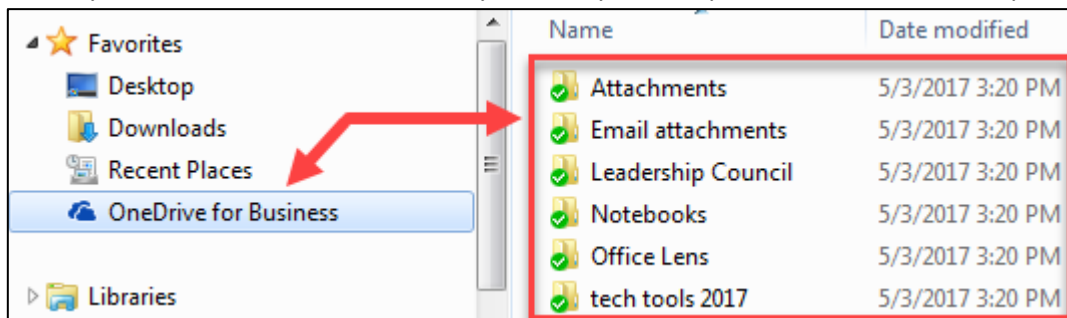 Favorites
Desktop
Downloads
Recent Places
OneDrive for Business
Libraries
Name Date modified
Attachments 5/3/2017 3:20 PM
Email attachments 5/3/2017 3:20 PM
Leadership Council 5/3/2017 3:20 PM
Notebooks 5/3/2017 3:20 PM
Office Lens 5/3/2017 3:20 PM
tech tools 2017 5/3/2017 3:20 PM